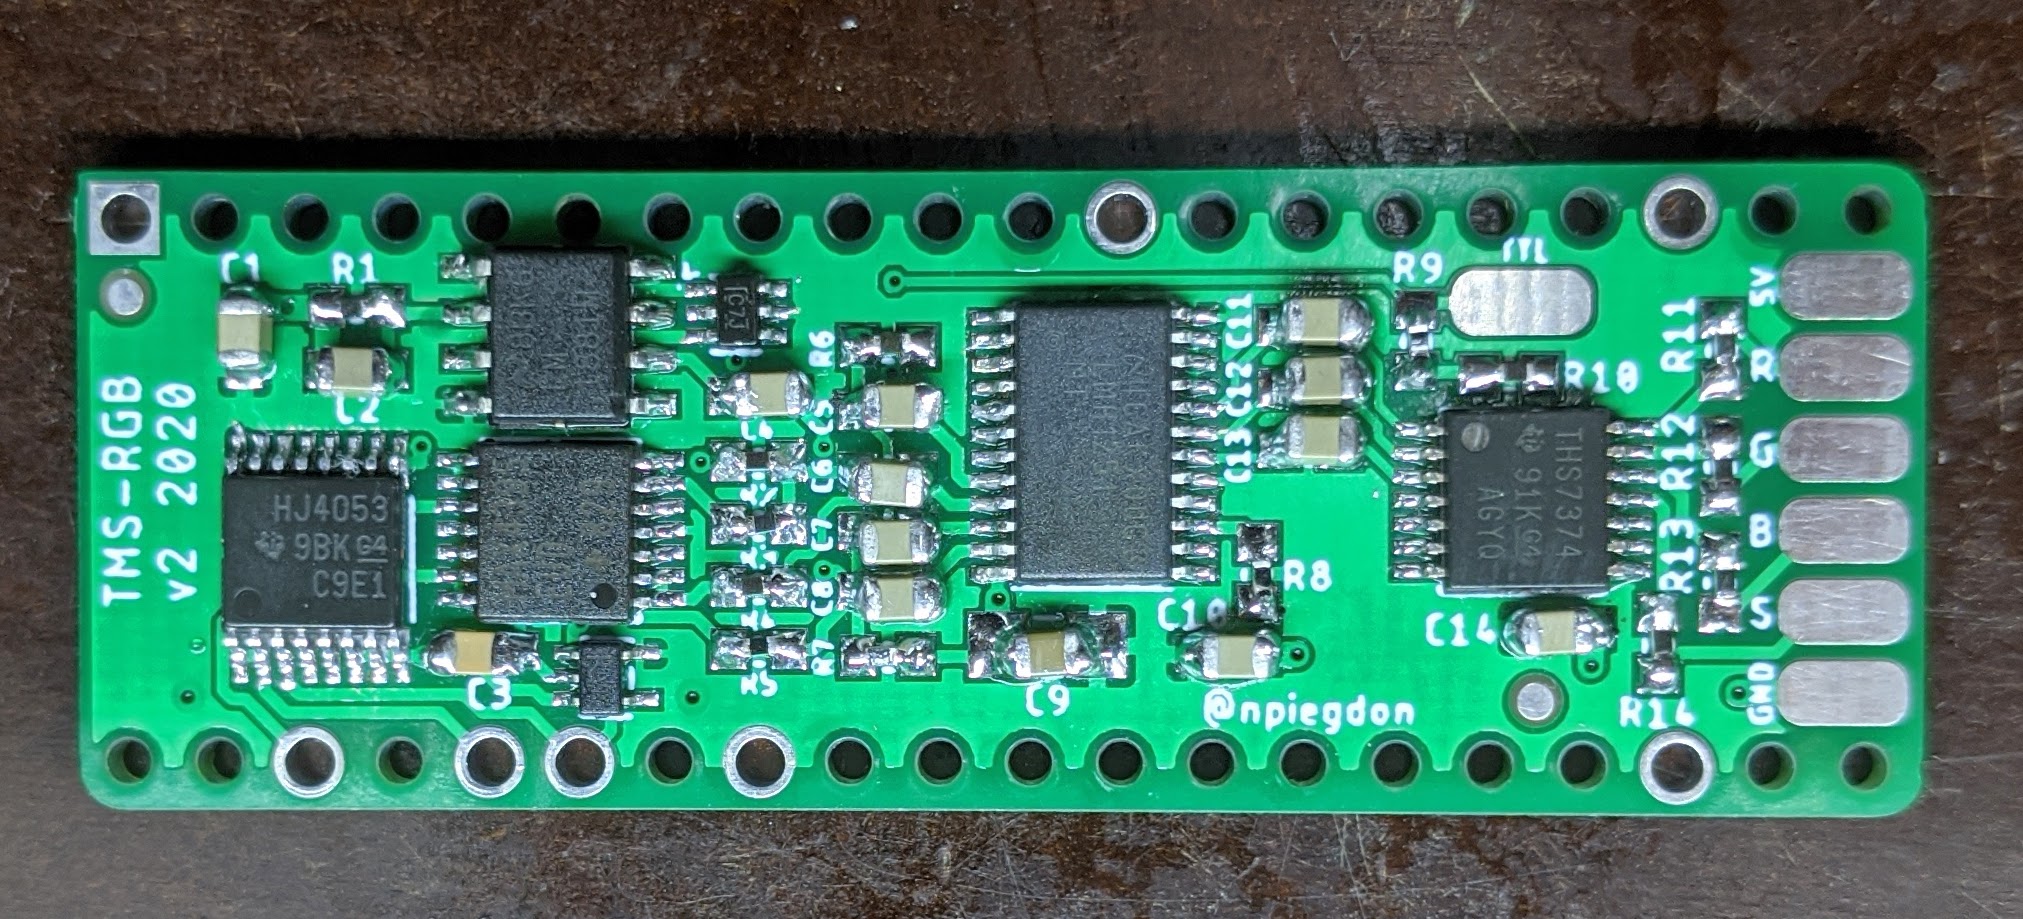 TMS-RGB
v2 2020
C1
R1
C2
HJ4053
9BK G4
C9E1
C3
C7J
R6
C5
C6
C7
C8
R7
R5
C9
C10
R8
@npiegdon
C11
C12
C13
R9
R10
THS7374
91K G4
AGYQ
C14
R11
R12
R13
R14
5V
R
G
B
S
GND